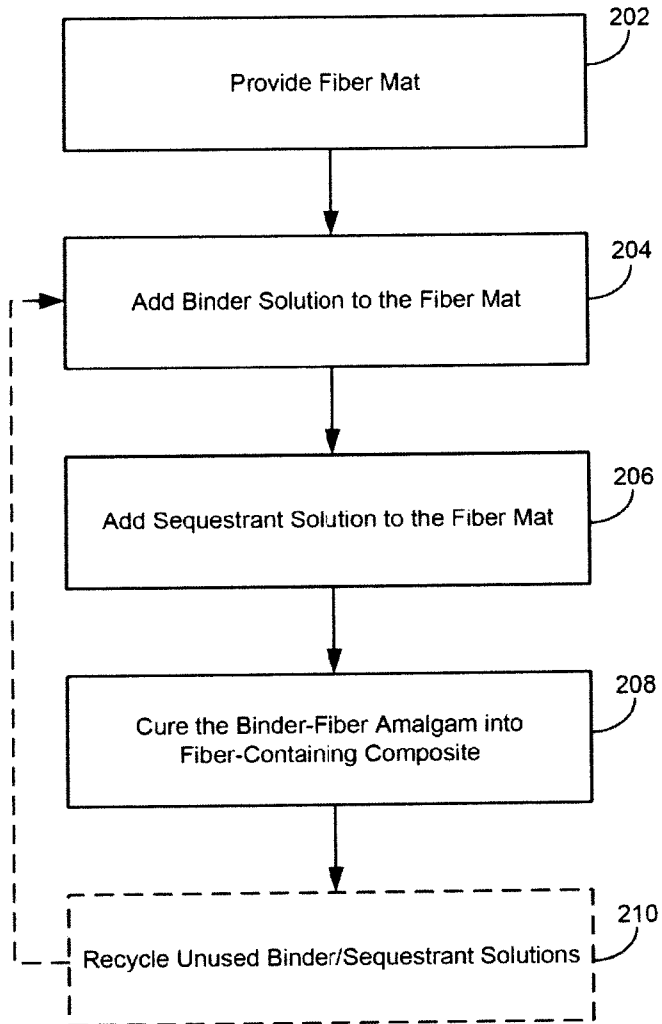 202
Provide Fiber Mat
204
Add Binder Solution to the Fiber Mat
206
Add Sequestrant Solution to the Fiber Mat
208
Cure the Binder-Fiber Amalgam into
Fiber-Containing Composite
210
Recycle Unused Binder/Sequestrant Solutions